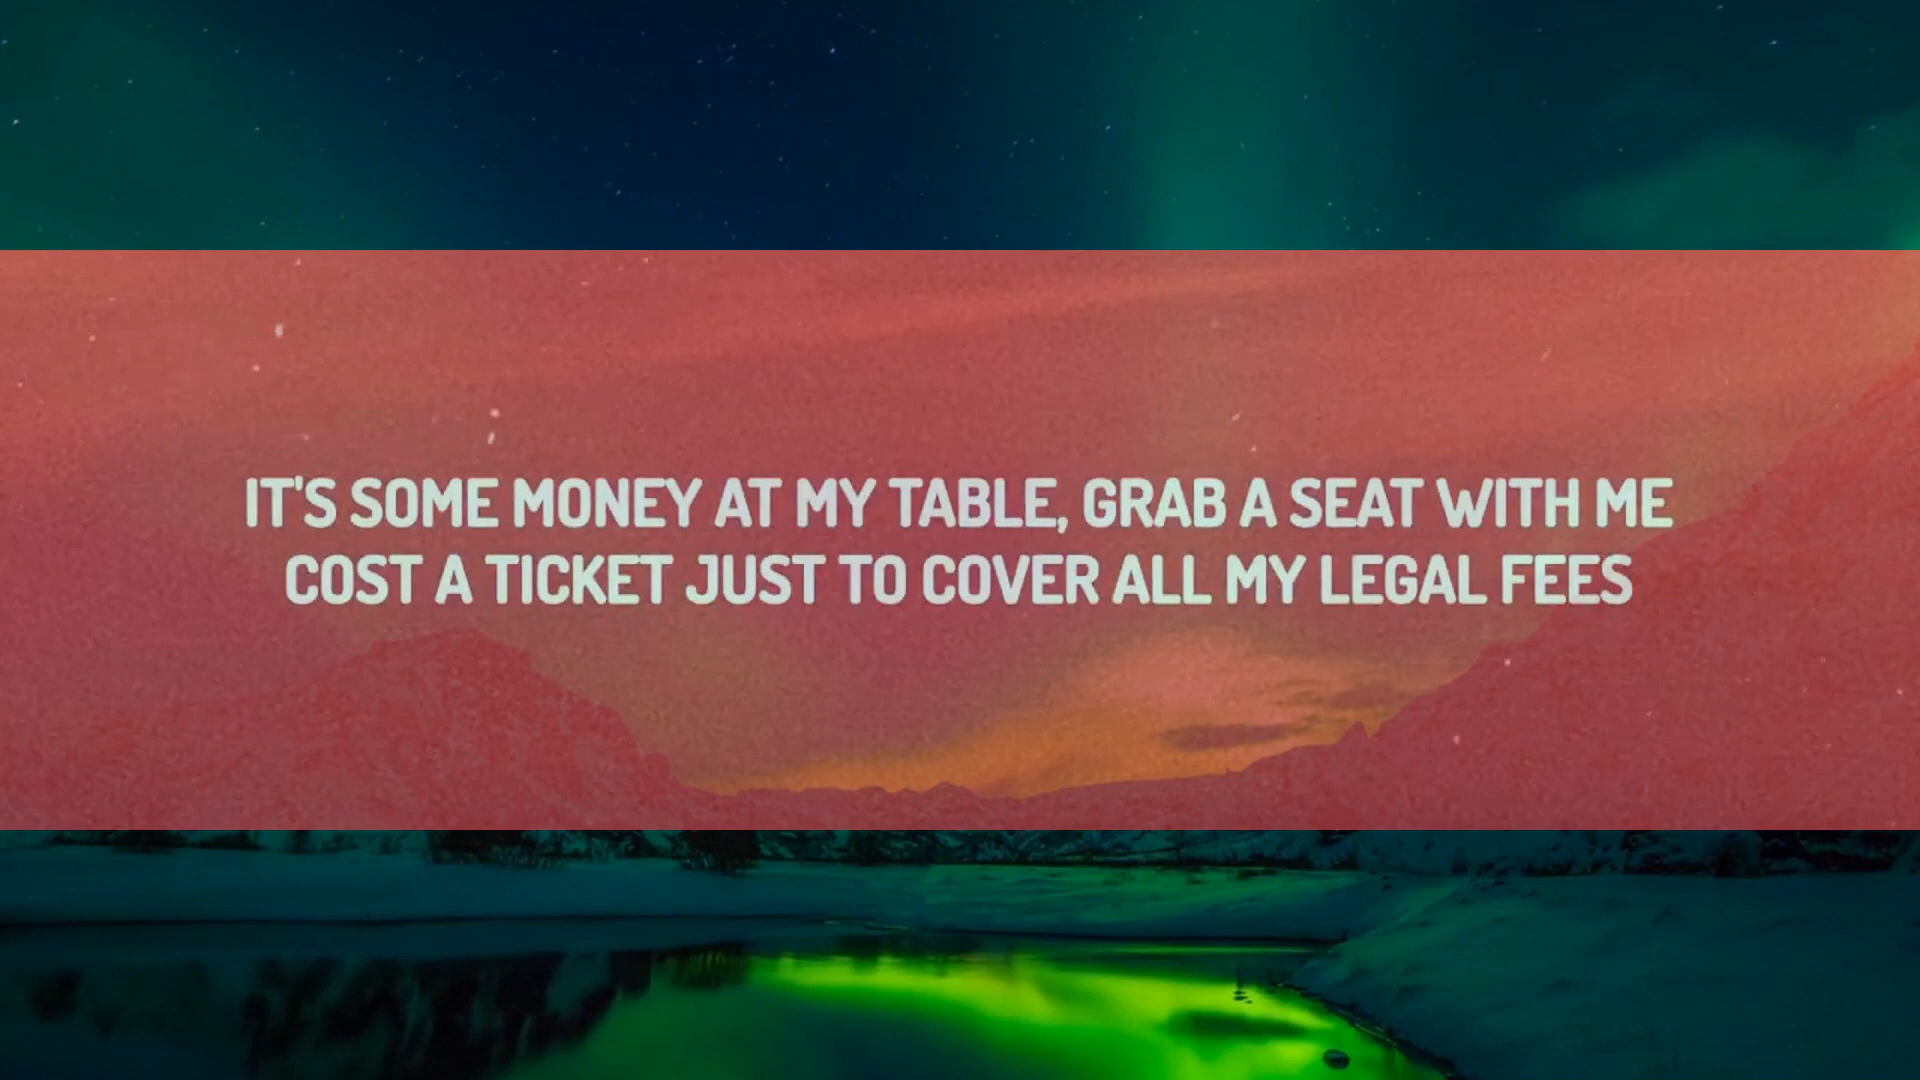 IT'S SOME MONEY AT MY TABLE, GRAB A SEAT WITH ME
COST A TICKET JUST TO COVER ALL MY LEGAL FEES